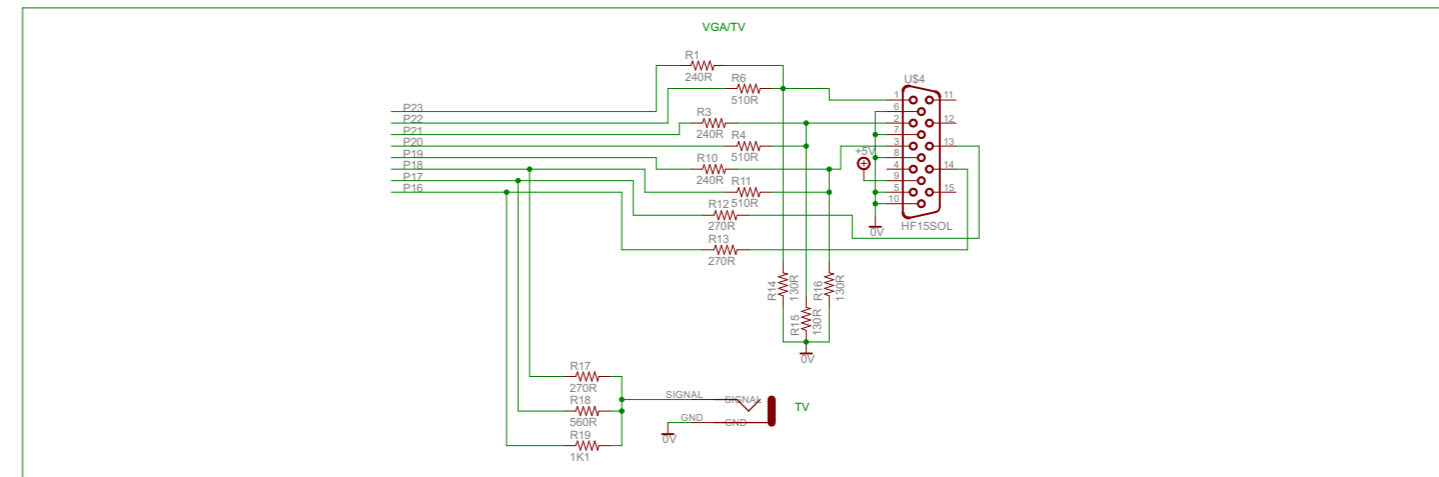 VGA/TV
R1
240R
R6
510R
U$4
1
11
6
P23
P22
R3
240R
2
12
P21
7
P20
R4
510R
3
13
+5V
P19
8
P18
R10
240R
4
14
P17
R11
510R
9
P16
5
15
10
R12
270R
0V
HF15SOL
R13
270R
R14
130R
R16
130R
R15
130R
0V
R17
270R
SIGNAL
SIGNAL
TV
R18
560R
GND
GND
0V
R19
1K1